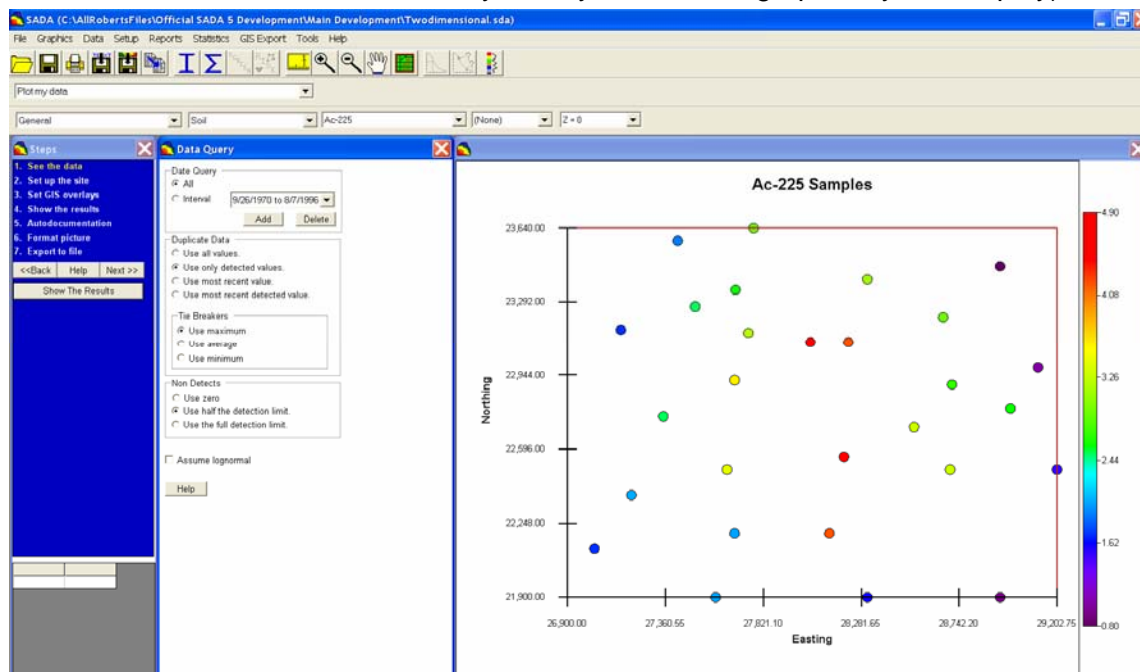 SADA (C:\AllRobertsFiles\Official SADA 5 Development\Main Development\Twodimensional.sda)
File Graphics Data Setup Reports Statistics GIS Export Tools Help
Plot my data
General Soil Ac-225 (None) Z = 0
Steps
1. See the data
2. Set up the site
3. Set GIS overlays
4. Show the results
5. Autodocumentation
6. Format picture
7. Export to file
<<Back Help Next >>
Show The Results
Data Query
Date Query
All
Interval 9/26/1970 to 8/7/1996
Add Delete
Duplicate Data
Use all values.
Use only detected values.
Use most recent value.
Use most recent detected value.
Tie Breakers
Use maximum
Use average
Use minimum
Non Detects
Use zero
Use half the detection limit.
Use the full detection limit.
Assume lognormal
Help
Ac-225 Samples
23,640.00
23,292.00
22,944.00
22,596.00
22,248.00
21,900.00
Northing
26,900.00 27,360.55 27,821.10 28,281.65 28,742.20 29,202.75
Easting
4.90
4.08
3.26
2.44
1.62
0.80